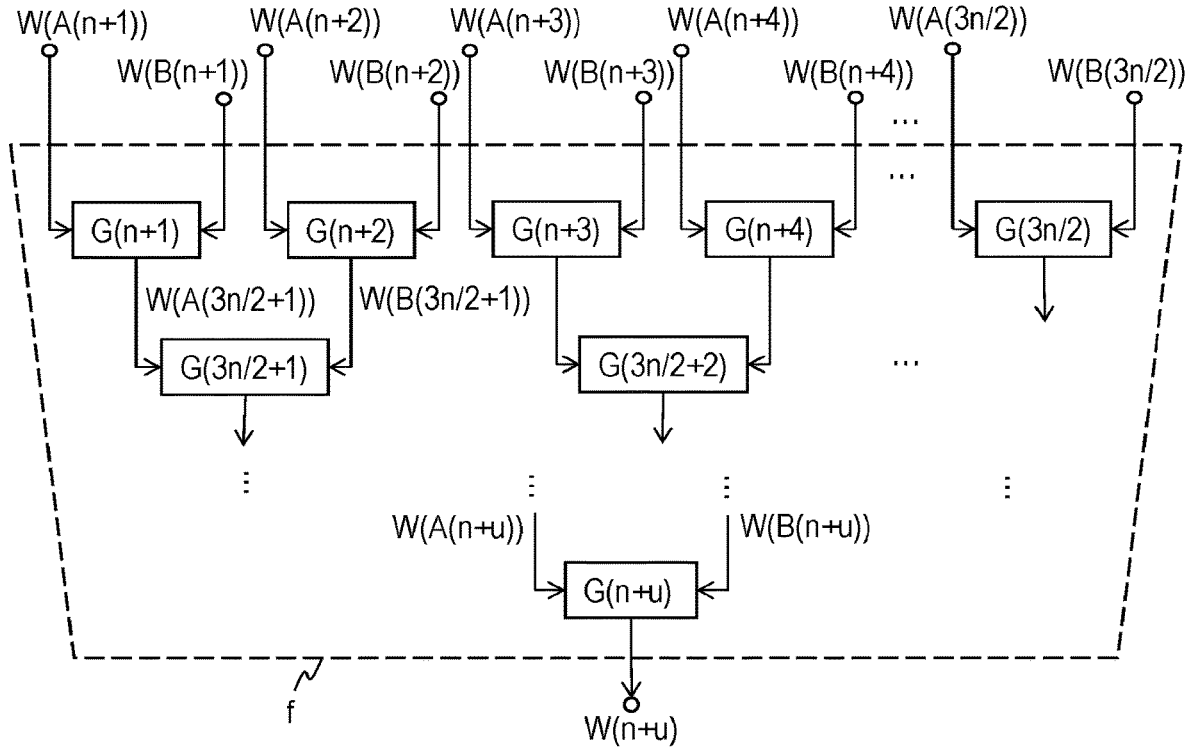 W(A(n+1)) W(A(n+2)) W(A(n+3)) W(A(n+4)) W(A(3n/2))
W(B(n+1)) W(B(n+2)) W(B(n+3)) W(B(n+4)) W(B(3n/2))
...
...
G(n+1) G(n+2) G(n+3) G(n+4) G(3n/2)
W(A(3n/2+1)) W(B(3n/2+1))
G(3n/2+1) G(3n/2+2) ...
... ... ... ...
W(A(n+u)) W(B(n+u))
G(n+u)
f
W(n+u)